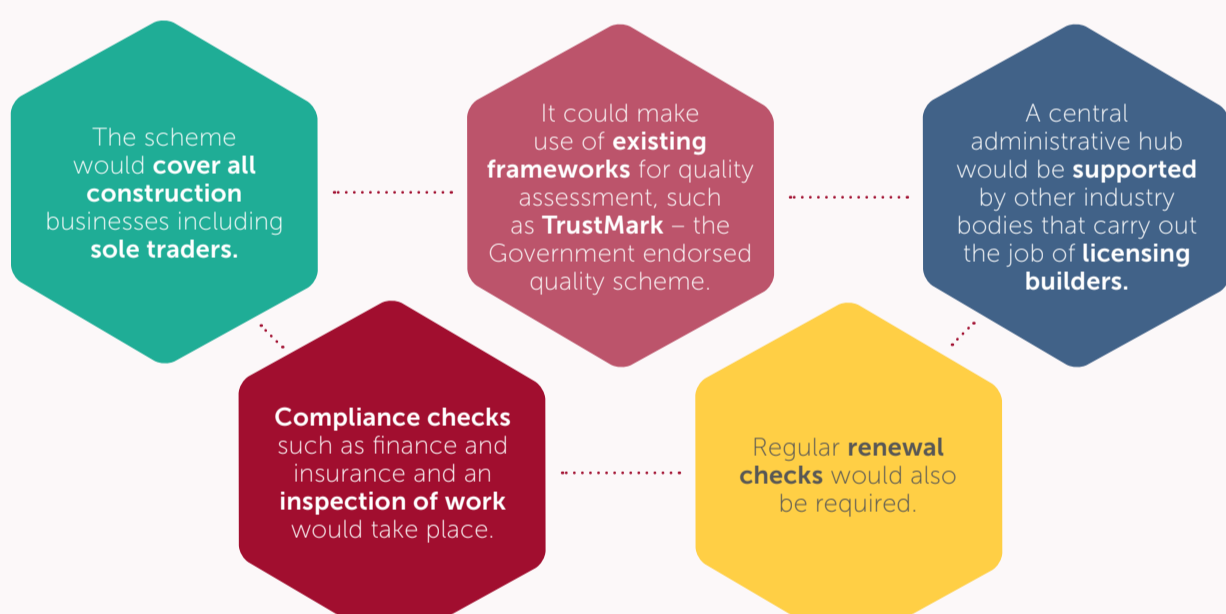 The scheme
would cover all
construction
businesses including
sole traders.
It could make
use of existing
frameworks for quality
assessment, such
as TrustMark – the
Government endorsed
quality scheme.
A central
administrative hub
would be supported
by other industry
bodies that carry out
the job of licensing
builders.
Compliance checks
such as finance and
insurance and an
inspection of work
would take place.
Regular renewal
checks would also
be required.